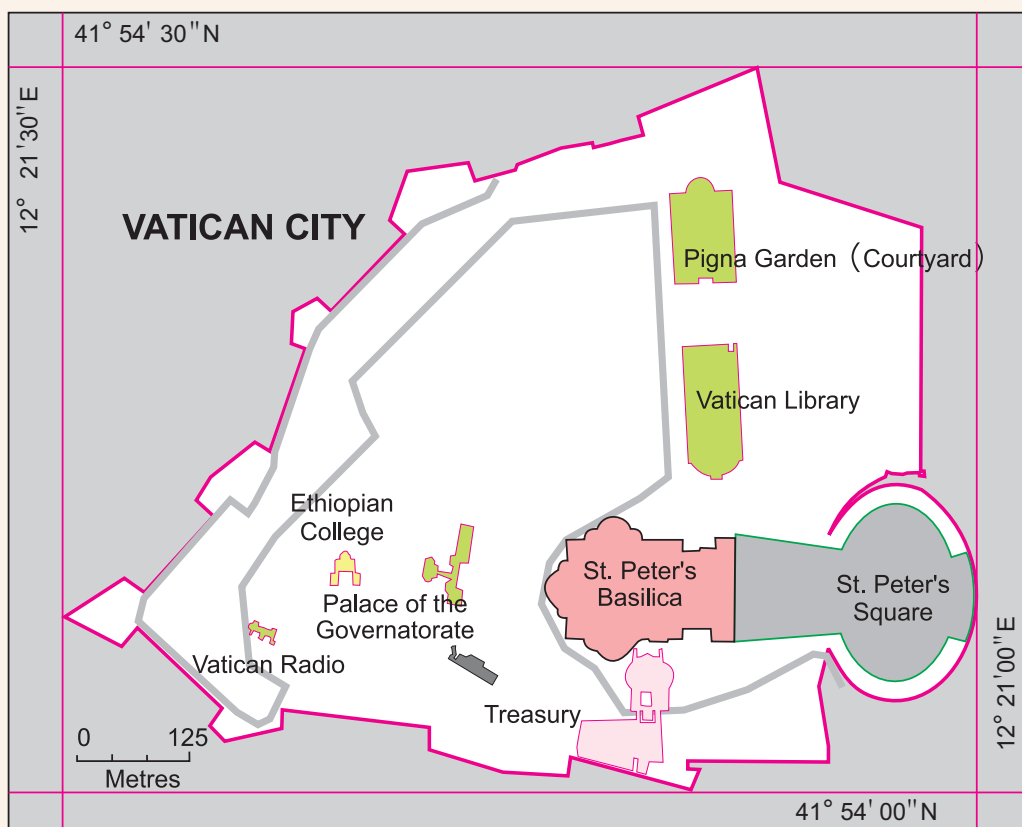 41° 54' 30" N
12° 21' 30" E
VATICAN CITY
Pigna Garden (Courtyard)
Vatican Library
Ethiopian
College
St. Peter's
Basilica
St. Peter's
Square
Palace of the
Governatorate
Vatican Radio
Treasury
0 125
Metres
12° 21' 00" E
41° 54' 00" N